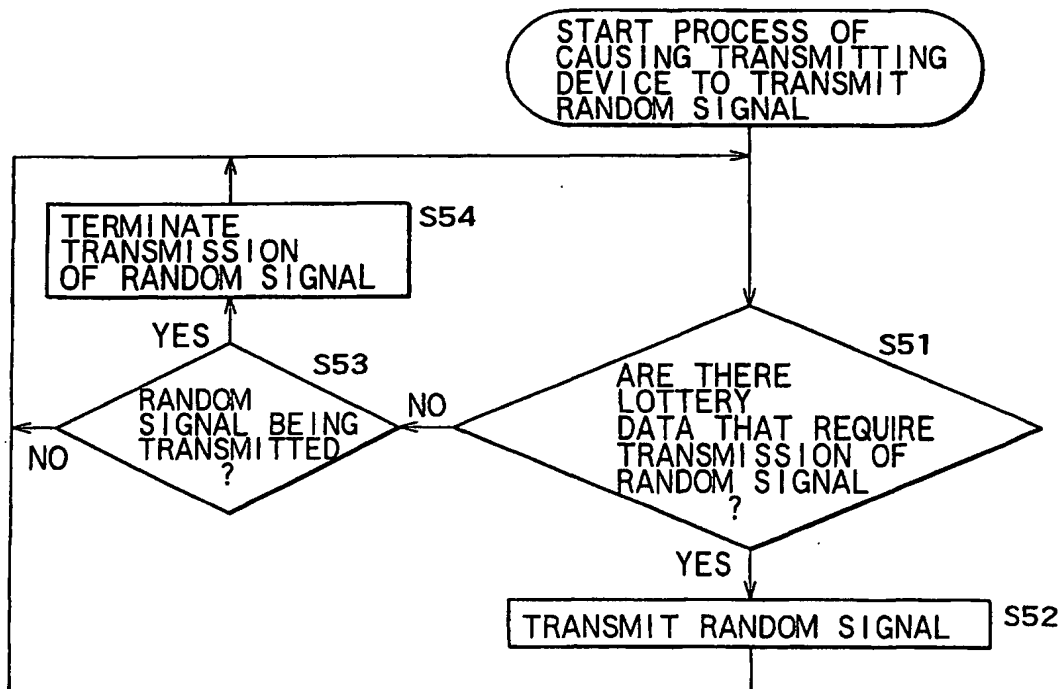 START PROCESS OF
CAUSING TRANSMITTING
DEVICE TO TRANSMIT
RANDOM SIGNAL
S54
TERMINATE
TRANSMISSION
OF RANDOM SIGNAL
YES
S53
RANDOM
SIGNAL BEING
TRANSMITTED
?
NO
NO
S51
ARE THERE
LOTTERY
DATA THAT REQUIRE
TRANSMISSION OF
RANDOM SIGNAL
?
YES
S52
TRANSMIT RANDOM SIGNAL